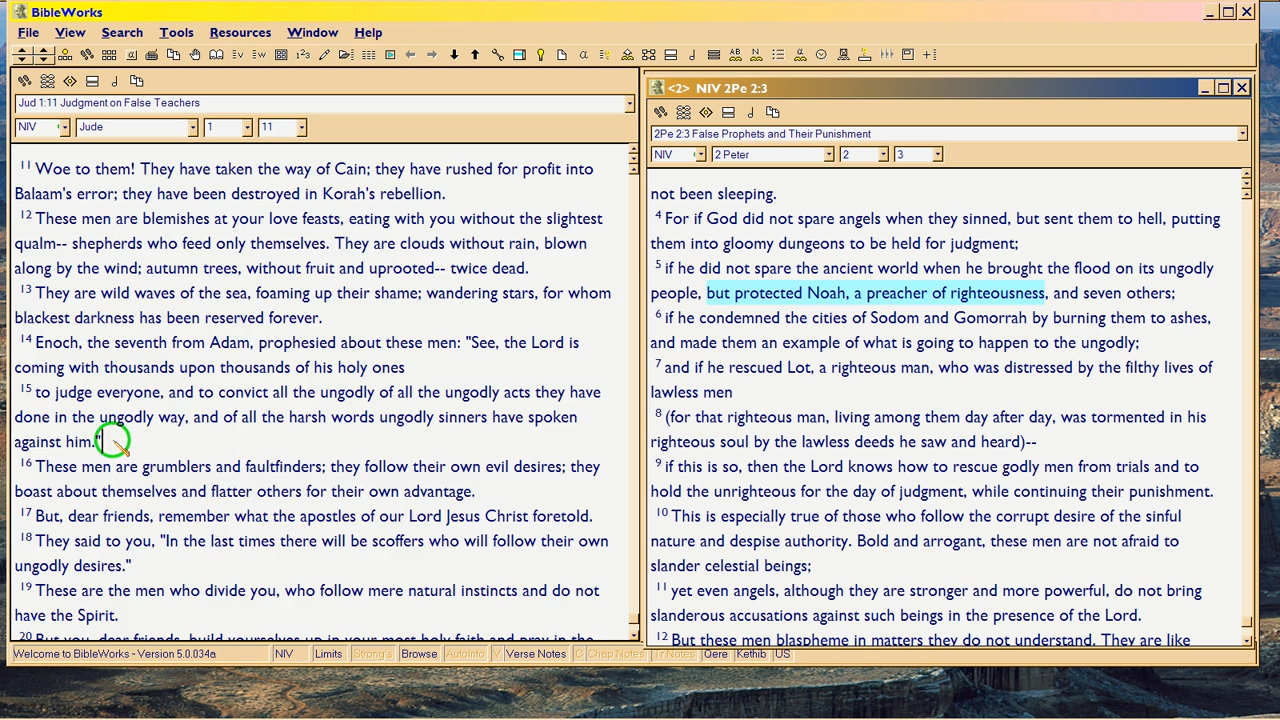 BibleWorks
File View Search Tools Resources Window Help
Jud 1:11 Judgment on False Teachers
NIV Jude 1 11
11 Woe to them! They have taken the way of Cain; they have rushed for profit into
Balaam's error; they have been destroyed in Korah's rebellion.
12 These men are blemishes at your love feasts, eating with you without the slightest
qualm-- shepherds who feed only themselves. They are clouds without rain, blown
along by the wind; autumn trees, without fruit and uprooted-- twice dead.
13 They are wild waves of the sea, foaming up their shame; wandering stars, for whom
blackest darkness has been reserved forever.
14 Enoch, the seventh from Adam, prophesied about these men: "See, the Lord is
coming with thousands upon thousands of his holy ones
15 to judge everyone, and to convict all the ungodly of all the ungodly acts they have
done in the ungodly way, and of all the harsh words ungodly sinners have spoken
against him."
16 These men are grumblers and faultfinders; they follow their own evil desires; they
boast about themselves and flatter others for their own advantage.
17 But, dear friends, remember what the apostles of our Lord Jesus Christ foretold.
18 They said to you, "In the last times there will be scoffers who will follow their own
ungodly desires."
19 These are the men who divide you, who follow mere natural instincts and do not
have the Spirit.
20 But you, dear friends, build yourselves up in your most holy faith and pray in the
<2> NIV 2Pe 2:3
2Pe 2:3 False Prophets and Their Punishment
NIV 2 Peter 2 3
not been sleeping.
4 For if God did not spare angels when they sinned, but sent them to hell, putting
them into gloomy dungeons to be held for judgment;
5 if he did not spare the ancient world when he brought the flood on its ungodly
people, but protected Noah, a preacher of righteousness, and seven others;
6 if he condemned the cities of Sodom and Gomorrah by burning them to ashes,
and made them an example of what is going to happen to the ungodly;
7 and if he rescued Lot, a righteous man, who was distressed by the filthy lives of
lawless men
8 (for that righteous man, living among them day after day, was tormented in his
righteous soul by the lawless deeds he saw and heard)--
9 if this is so, then the Lord knows how to rescue godly men from trials and to
hold the unrighteous for the day of judgment, while continuing their punishment.
10 This is especially true of those who follow the corrupt desire of the sinful
nature and despise authority. Bold and arrogant, these men are not afraid to
slander celestial beings;
11 yet even angels, although they are stronger and more powerful, do not bring
slanderous accusations against such beings in the presence of the Lord.
12 But these men blaspheme in matters they do not understand. They are like
Welcome to BibleWorks - Version 5.0.034a NIV Limits Strong's Browse AutoInfo V Verse Notes C Chap.Notes Tr.Notes Qere Kethib US